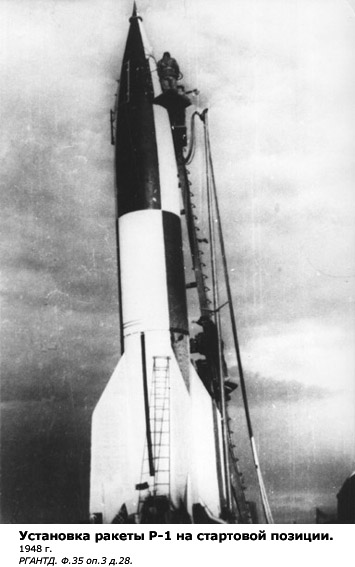 Установка ракеты Р-1 на стартовой позиции.
1948 г.
РГАНТД. Ф.35 оп.3 д.28.